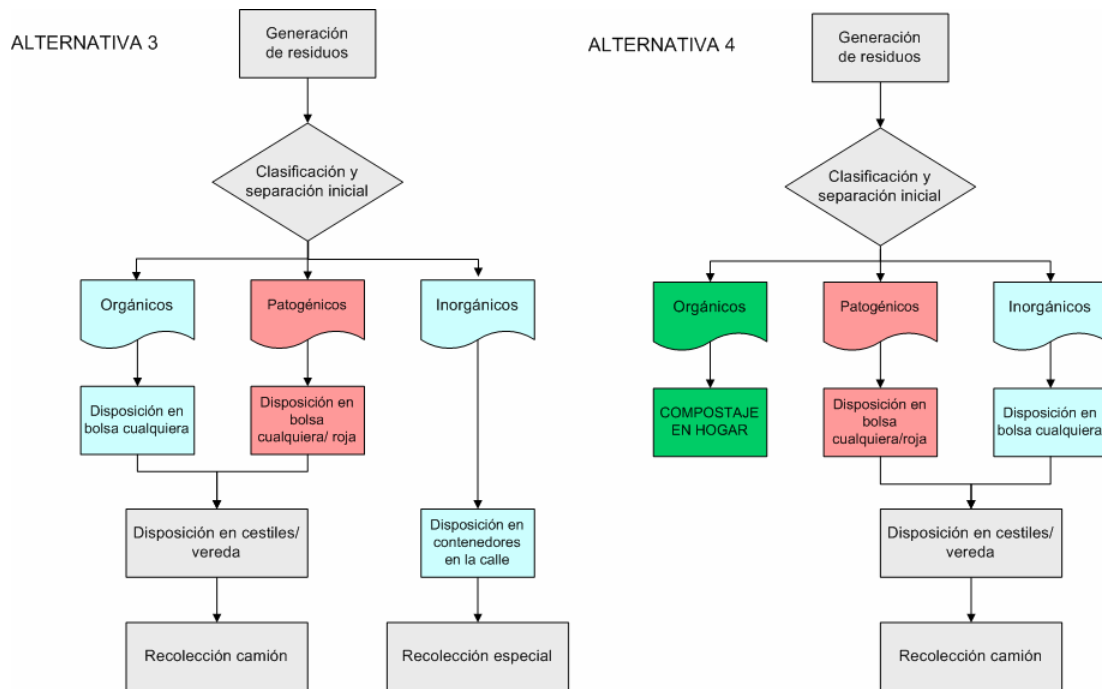 ALTERNATIVA 3
Generación
de residuos
Clasificación y
separación inicial
Orgánicos
Patogénicos
Inorgánicos
Disposición en
bolsa cualquiera
Disposición en
bolsa
cualquiera/ roja
Disposición en cestiles/
vereda
Disposición en
contenedores
en la calle
Recolección camión
Recolección especial
ALTERNATIVA 4
Generación
de residuos
Clasificación y
separación inicial
Orgánicos
Patogénicos
Inorgánicos
COMPOSTAJE
EN HOGAR
Disposición en
bolsa
cualquiera/roja
Disposición en
bolsa cualquiera
Disposición en cestiles/
vereda
Recolección camión